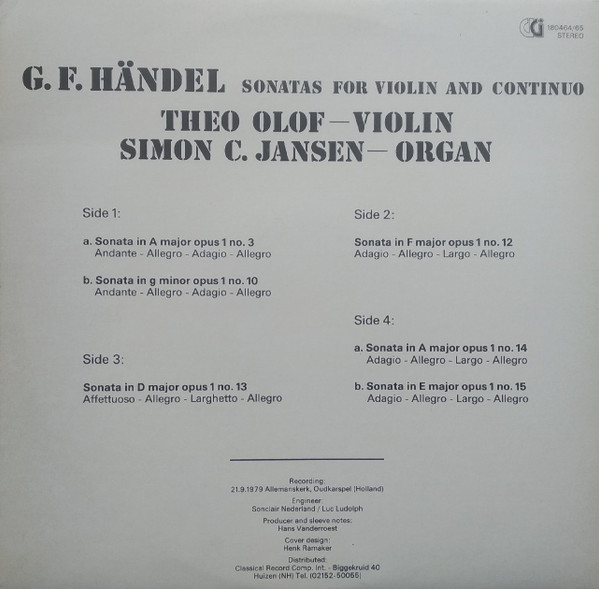 180464/65
STEREO
G. F. HÄNDEL SONATAS FOR VIOLIN AND CONTINUO
THEO OLOF—VIOLIN
SIMON C. JANSEN—ORGAN
Side 1:
a. Sonata in A major opus 1 no. 3
Andante - Allegro - Adagio - Allegro
b. Sonata in g minor opus 1 no. 10
Andante - Allegro - Adagio - Allegro
Side 2:
Sonata in F major opus 1 no. 12
Adagio - Allegro - Largo - Allegro
Side 3:
Sonata in D major opus 1 no. 13
Affettuoso - Allegro - Larghetto - Allegro
Side 4:
a. Sonata in A major opus 1 no. 14
Adagio - Allegro - Largo - Allegro
b. Sonata in E major opus 1 no. 15
Adagio - Allegro - Largo - Allegro
Recording:
21.9.1979 Allemanskerk, Oudkarspel (Holland)
Engineer:
Sonclair Nederland / Luc Ludolph
Producer and sleeve notes:
Hans Vanderroest
Cover design:
Henk Ramaker
Distributed:
Classical Record Comp. Int. - Biggekruid 40
Huizen (NH) Tel. (02152-50055)